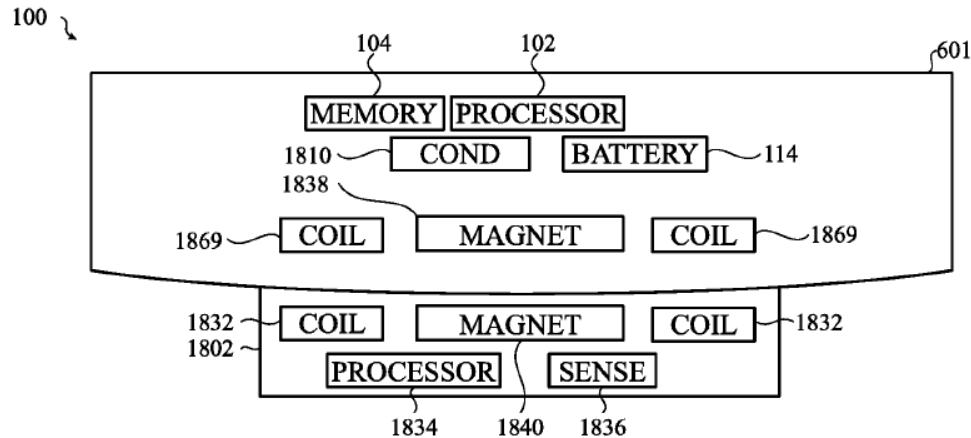 100
104 102 601
MEMORY PROCESSOR
1810 COND BATTERY 114
1838
1869 COIL MAGNET COIL 1869
1832 COIL MAGNET COIL 1832
1802
PROCESSOR SENSE
1834 1840 1836